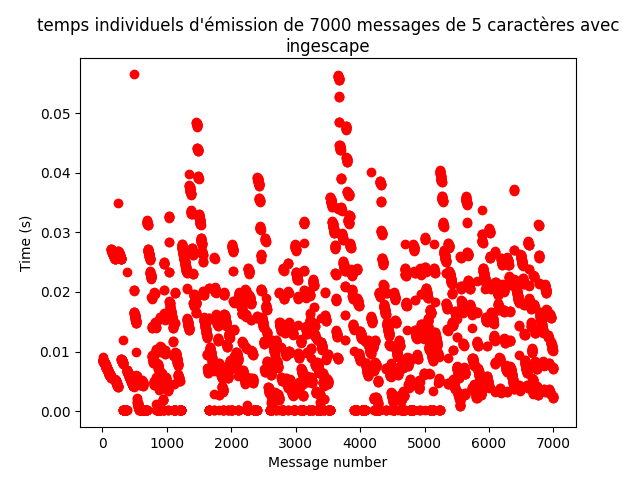 temps individuels d'émission de 7000 messages de 5 caractères avec
ingescape
0.05
0.04
0.03
0.02
0.01
0.00
Time (s)
0 1000 2000 3000 4000 5000 6000 7000
Message number